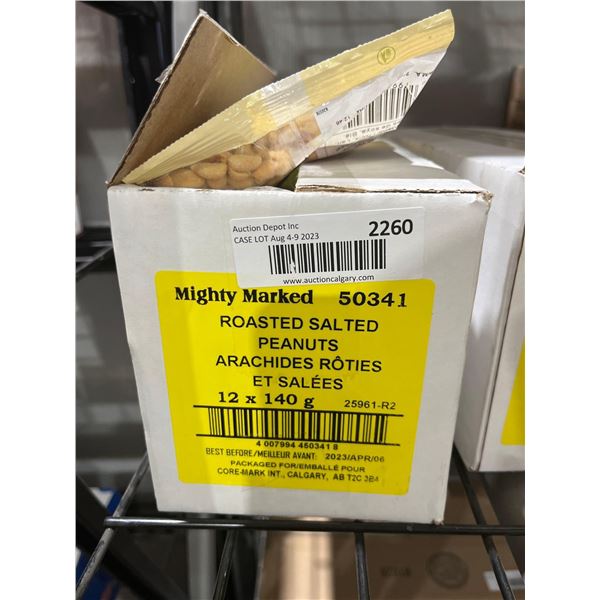 Auction Depot Inc
2260
CASE LOT Aug 4-9 2023
www.auctioncalgary.com
Mighty Marked 50341
ROASTED SALTED
PEANUTS
ARACHIDES RÔTIES
ET SALÉES
12 x 140 g
25961-R2
4 007994 450341 8
BEST BEFORE/MEILLEUR AVANT: 2023/APR/06
PACKAGED FOR/EMBALLÉ POUR
CORE-MARK INT., CALGARY, AB T2C 3B4